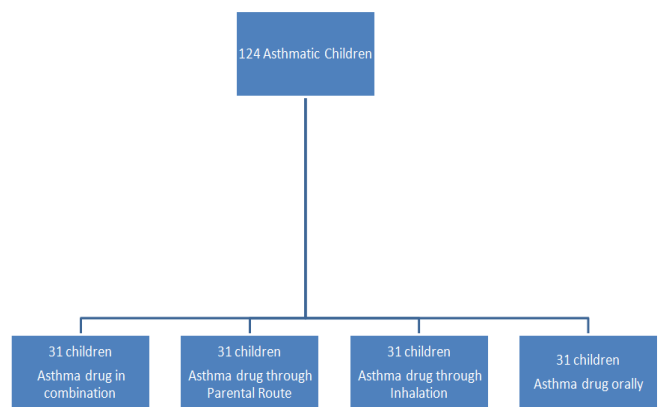 124 Asthmatic Children
31 children
Asthma drug in
combination
31 children
Asthma drug through
Parental Route
31 children
Asthma drug through
Inhalation
31 children
Asthma drug orally